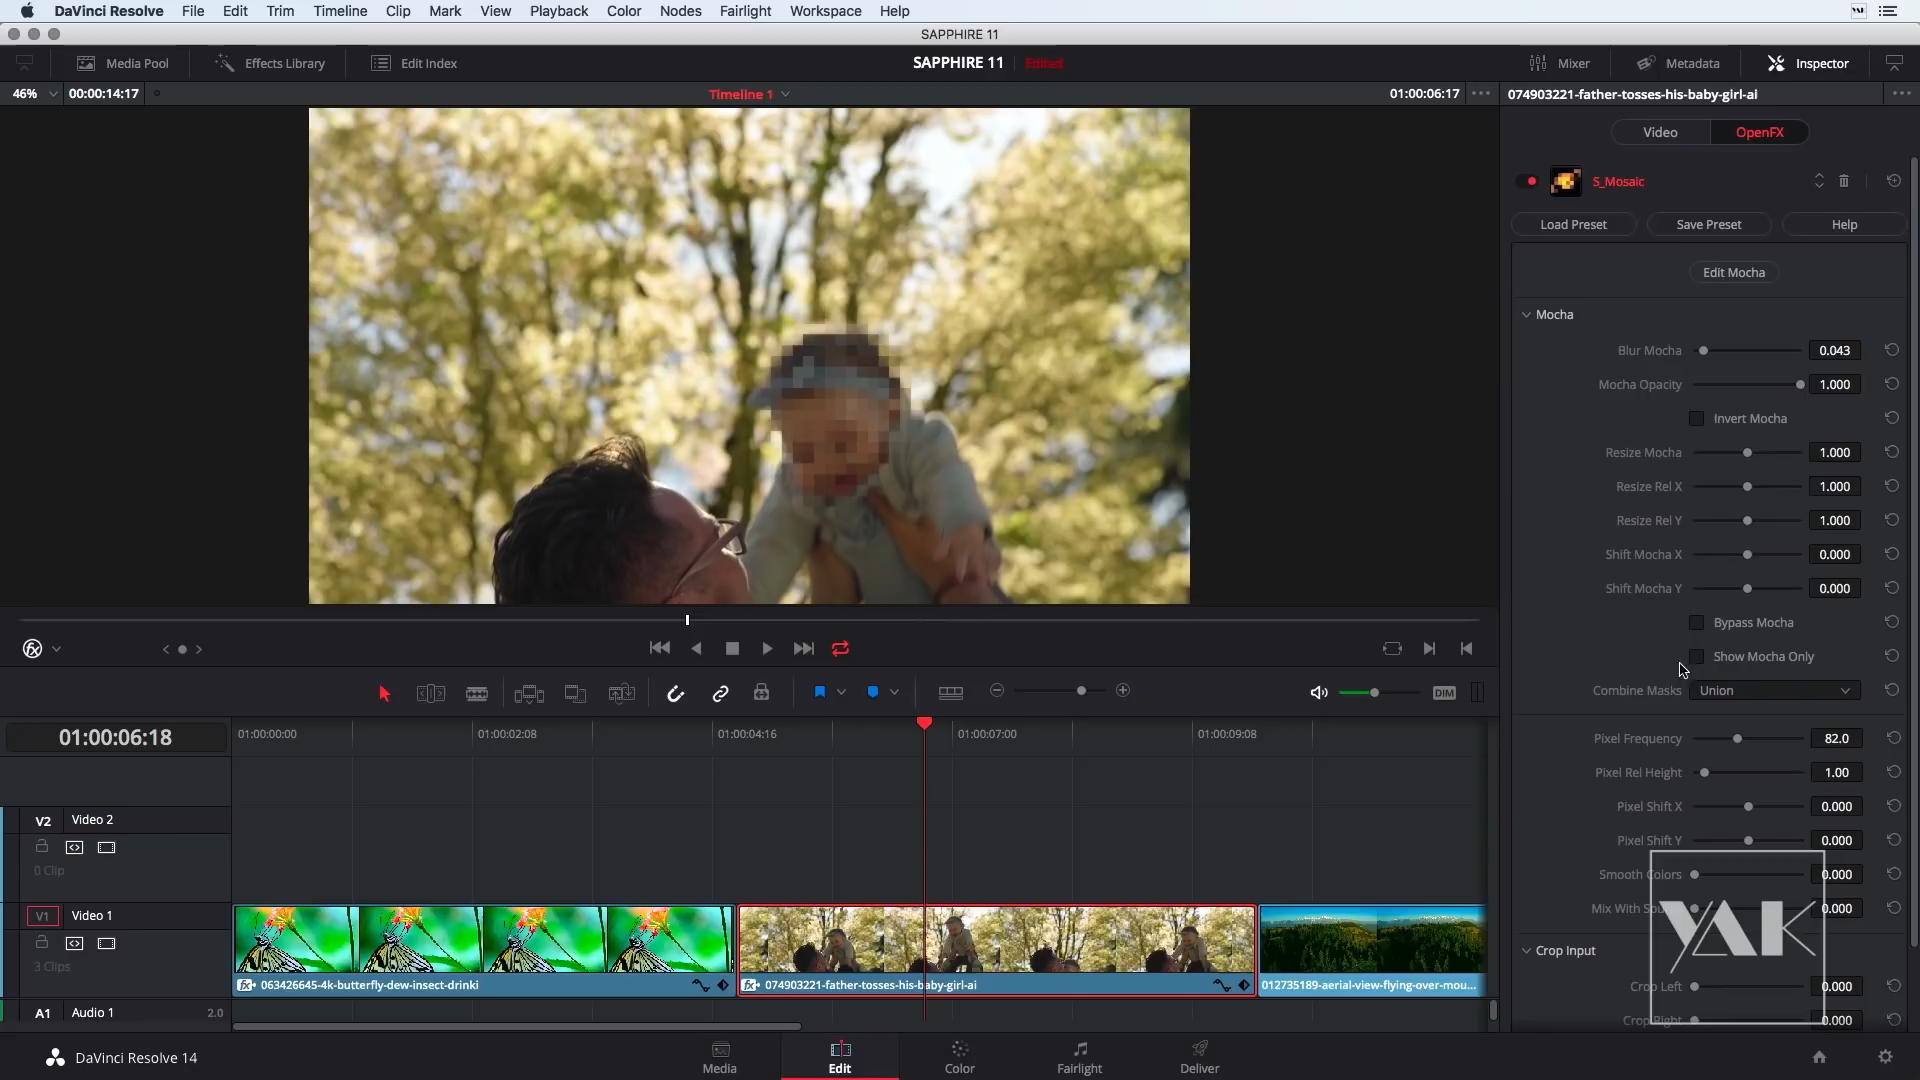 DaVinci Resolve File Edit Trim Timeline Clip Mark View Playback Color Nodes Fairlight Workspace Help
SAPPHIRE 11
Media Pool Effects Library Edit Index SAPPHIRE 11 Edited Mixer Metadata Inspector
46% 00:00:14:17 Timeline 1 01:00:06:17 074903221-father-tosses-his-baby-girl-ai
Video OpenFX
S_Mosaic
Load Preset Save Preset Help
Edit Mocha
Mocha
Blur Mocha 0.043
Mocha Opacity 1.000
Invert Mocha
Resize Mocha 1.000
Resize Rel X 1.000
Resize Rel Y 1.000
Shift Mocha X 0.000
Shift Mocha Y 0.000
Bypass Mocha
Show Mocha Only
Combine Masks Union
DIM
Pixel Frequency 82.0
Pixel Rel Height 1.00
Pixel Shift X 0.000
Pixel Shift Y 0.000
Smooth Colors 0.000
Mix With Sou 0.000
Crop Input
Crop Left 0.000
Crop Right 0.000
YAK
01:00:06:18 01:00:00:00 01:00:02:08 01:00:04:16 01:00:07:00 01:00:09:08
V2 Video 2
0 Clip
V1 Video 1
3 Clips
fx 063426645-4k-butterfly-dew-insect-drinki fx 074903221-father-tosses-his-baby-girl-ai 012735189-aerial-view-flying-over-mou...
A1 Audio 1 2.0
DaVinci Resolve 14 Media Edit Color Fairlight Deliver